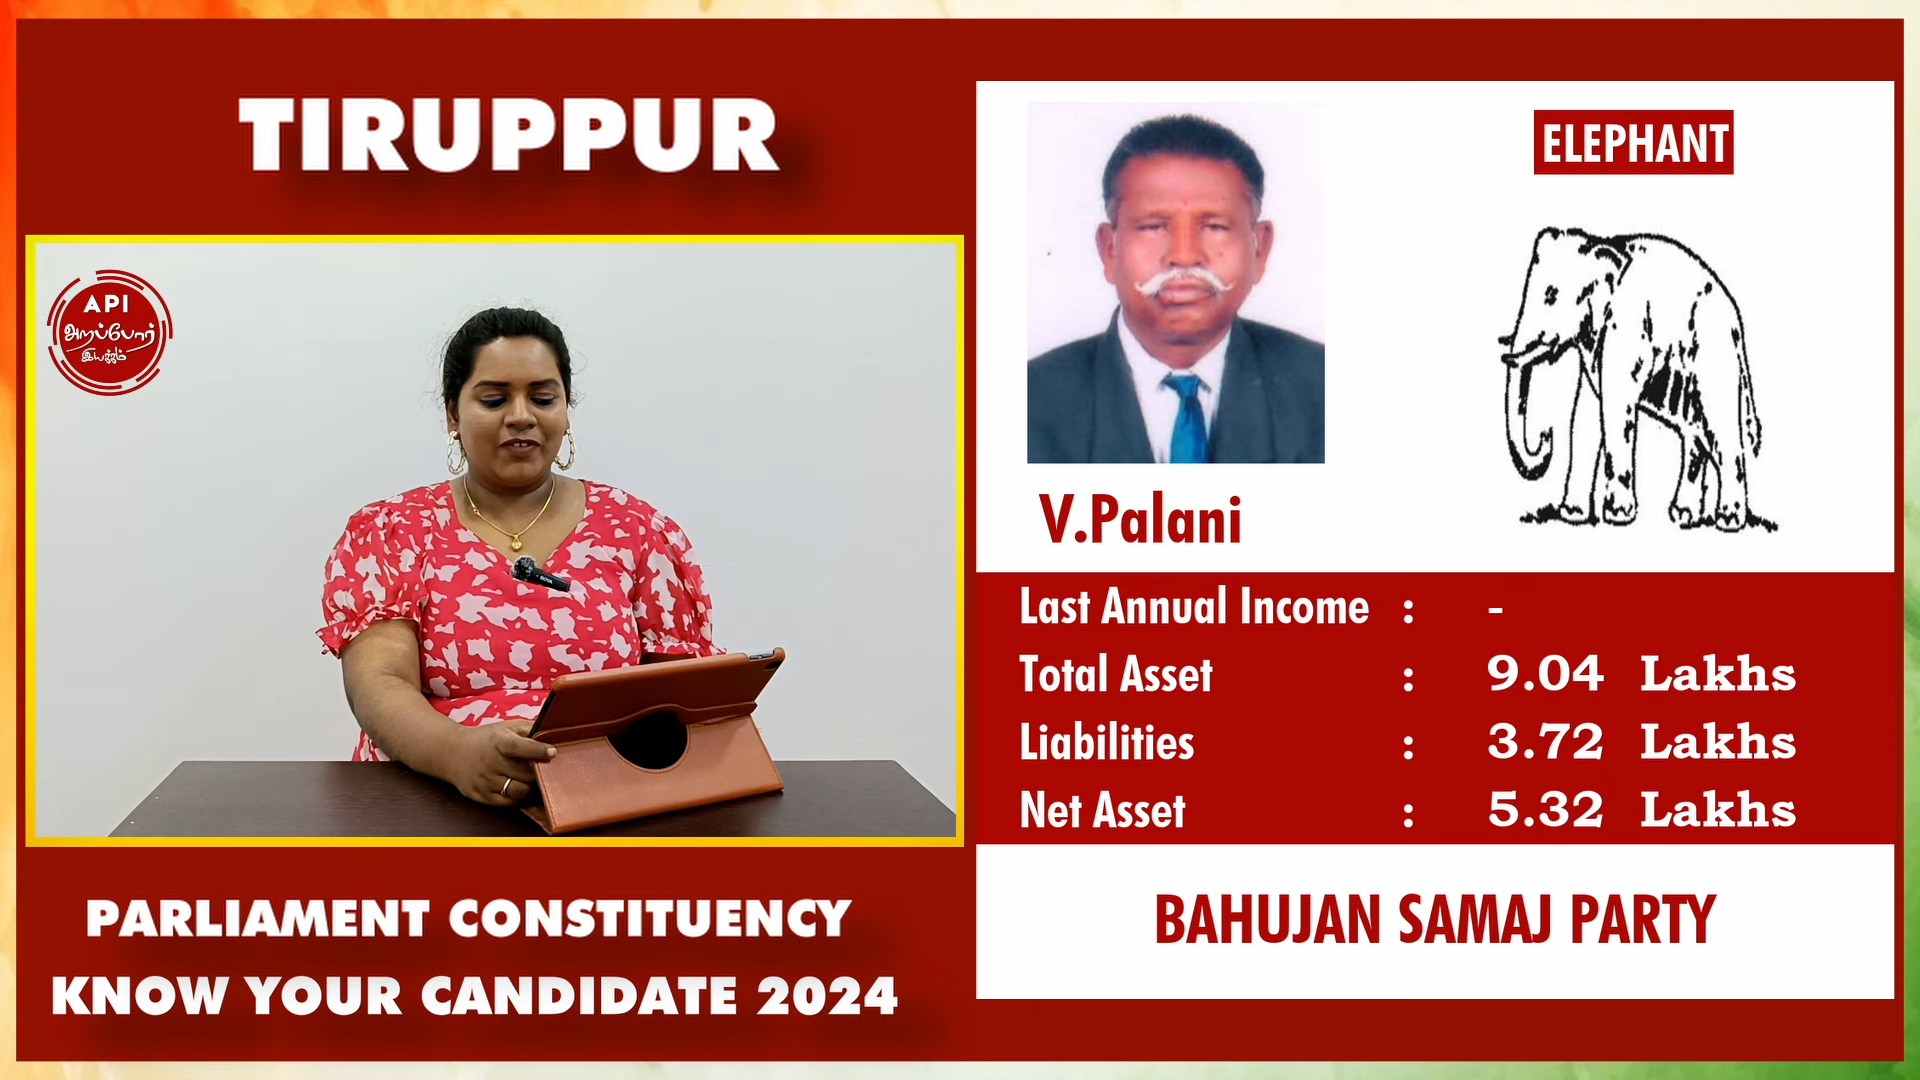 TIRUPPUR
API
அறப்போர்
இயக்கம்
BOYA
PARLIAMENT CONSTITUENCY
KNOW YOUR CANDIDATE 2024
ELEPHANT
V.Palani
Last Annual Income : -
Total Asset : 9.04 Lakhs
Liabilities : 3.72 Lakhs
Net Asset : 5.32 Lakhs
BAHUJAN SAMAJ PARTY